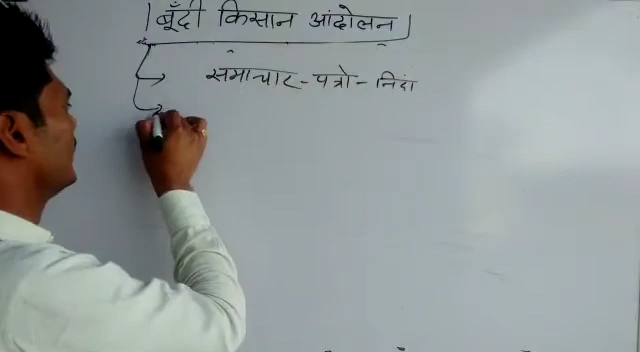 बूँदी किसान आंदोलन
समाचार - पत्रो - निंदा